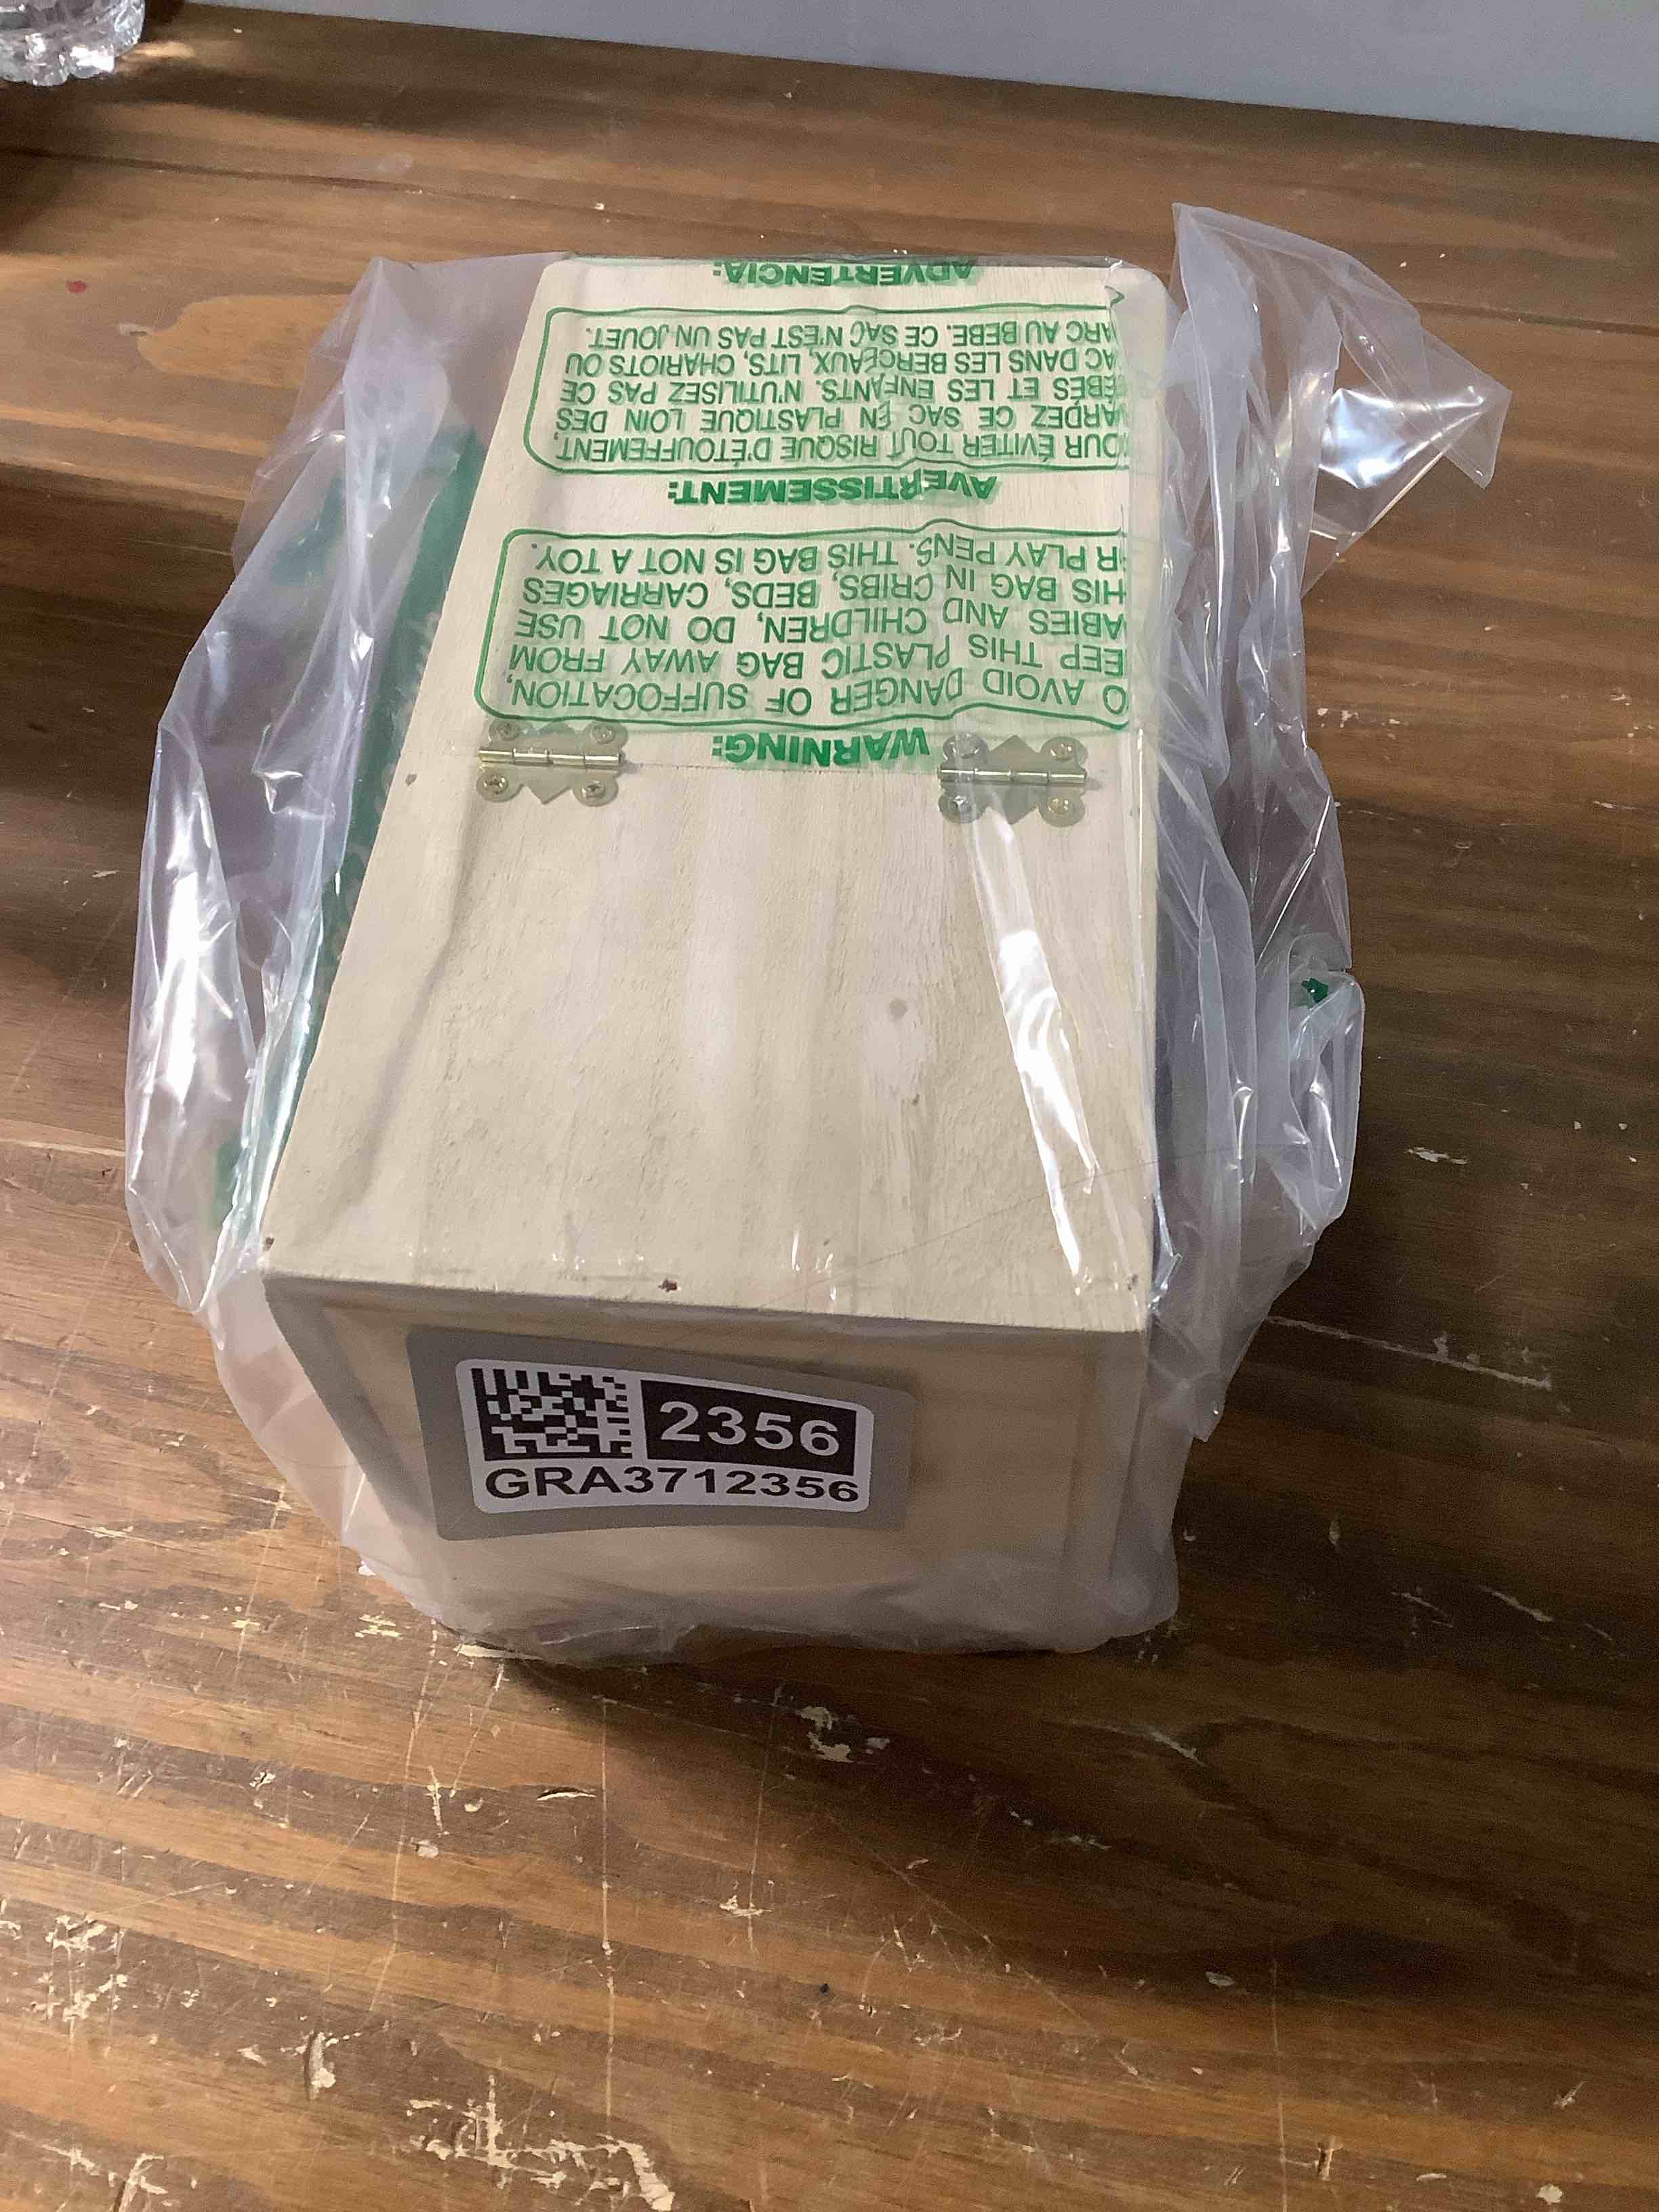 WARNING:
O AVOID DANGER OF SUFFOCATION,
EEP THIS PLASTIC BAG AWAY FROM
ABIES AND CHILDREN, DO NOT USE
HIS BAG IN CRIBS, BEDS, CARRIAGES
R PLAY PENS. THIS BAG IS NOT A TOY.
AVERTISSEMENT:
OUR ÉVITER TOUT RISQUE D'ÉTOUFFEMENT,
ARDEZ CE SAC EN PLASTIQUE LOIN DES
ÉBÉS ET LES ENFANTS. N'UTILISEZ PAS CE
AC DANS LES BERCEAUX, LITS, CHARIOTS OU
ARC AU BEBE. CE SAC N'EST PAS UN JOUET.
ADVERTENCIA:
2356
GRA3712356